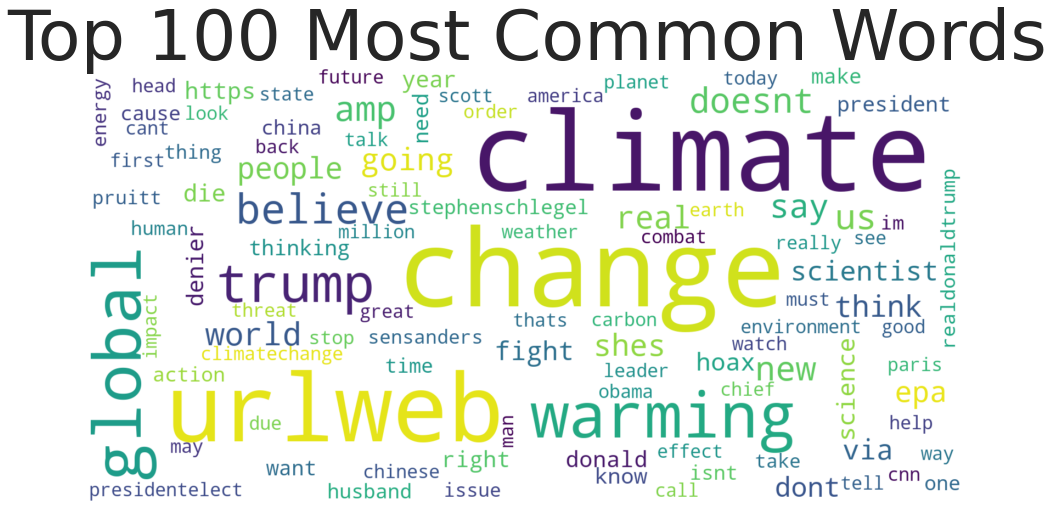 Top 100 Most Common Words
energy
head
https
future
year
planet
today
make
cause
look
state
amp
need
scott
america
doesnt
president
cant
china
talk
order
climate
first
thing
back
people
going
pruitt
die
still
believe
stephenschlegel
real
earth
say
us
im
realdonaldtrump
human
denier
thinking
million
weather
combat
really
see
global
trump
change
scientist
impact
threat
great
must
think
world
stop
sensanders
thats
carbon
environment
good
climatechange
time
fight
shes
watch
hoax
new
science
paris
action
leader
obama
chief
epa
urlweb
due
man
warming
help
may
right
donald
effect
isnt
take
via
way
want
chinese
know
cnn
presidentelect
husband
issue
call
dont
tell
one